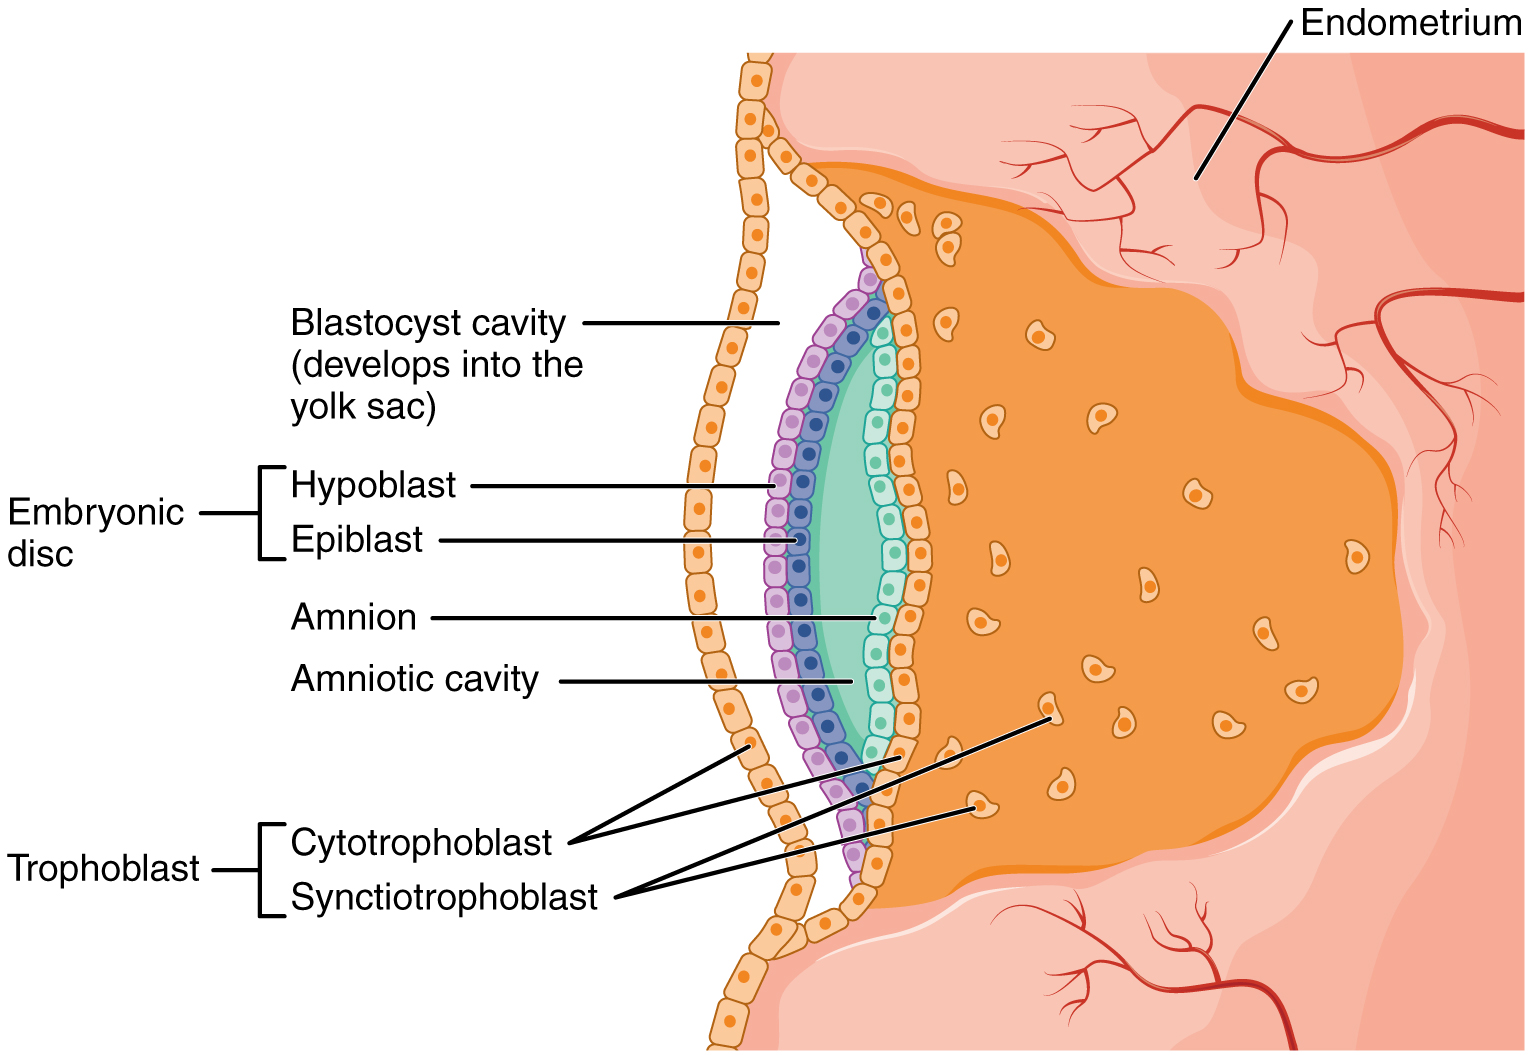 Endometrium
Blastocyst cavity
(develops into the
yolk sac)
Embryonic
disc
Hypoblast
Epiblast
Amnion
Amniotic cavity
Trophoblast
Cytotrophoblast
Synctiotrophoblast